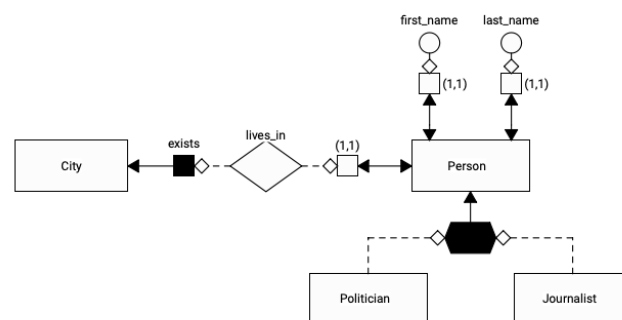 first_name
last_name
(1,1)
(1,1)
exists
lives_in
(1,1)
City
Person
Politician
Journalist